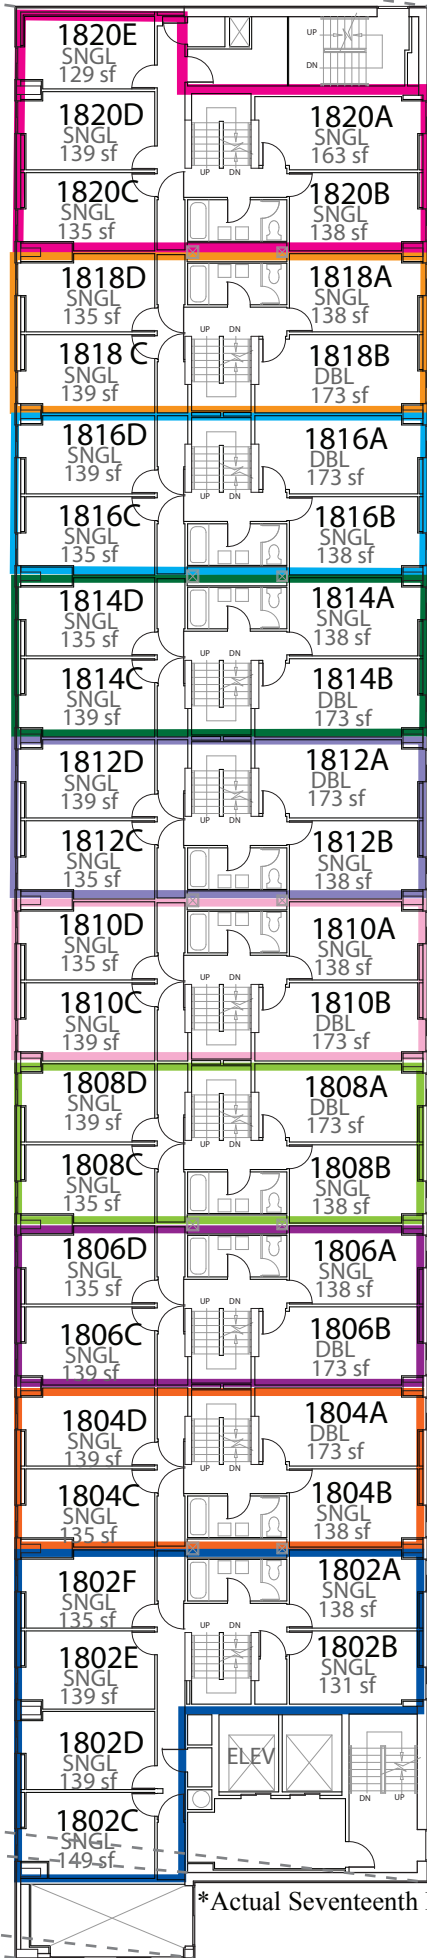 1820E
SNGL
129 sf
UP
DN
1820D
SNGL
139 sf
1820A
SNGL
163 sf
UP DN
1820C
SNGL
135 sf
1820B
SNGL
138 sf
1818D
SNGL
135 sf
1818A
SNGL
138 sf
UP DN
1818 C
SNGL
139 sf
1818B
DBL
173 sf
1816D
SNGL
139 sf
1816A
DBL
173 sf
UP DN
1816C
SNGL
135 sf
1816B
SNGL
138 sf
1814D
SNGL
135 sf
1814A
SNGL
138 sf
UP DN
1814C
SNGL
139 sf
1814B
DBL
173 sf
1812D
SNGL
139 sf
1812A
DBL
173 sf
UP DN
1812C
SNGL
135 sf
1812B
SNGL
138 sf
1810D
SNGL
135 sf
1810A
SNGL
138 sf
UP DN
1810C
SNGL
139 sf
1810B
DBL
173 sf
1808D
SNGL
139 sf
1808A
DBL
173 sf
UP DN
1808C
SNGL
135 sf
1808B
SNGL
138 sf
1806D
SNGL
135 sf
1806A
SNGL
138 sf
UP DN
1806C
SNGL
139 sf
1806B
DBL
173 sf
1804D
SNGL
139 sf
1804A
DBL
173 sf
UP DN
1804C
SNGL
135 sf
1804B
SNGL
138 sf
1802F
SNGL
135 sf
1802A
SNGL
138 sf
UP DN
1802E
SNGL
139 sf
1802B
SNGL
131 sf
1802D
SNGL
139 sf
ELEV
DN UP
1802C
SNGL
149 sf
*Actual Seventeenth